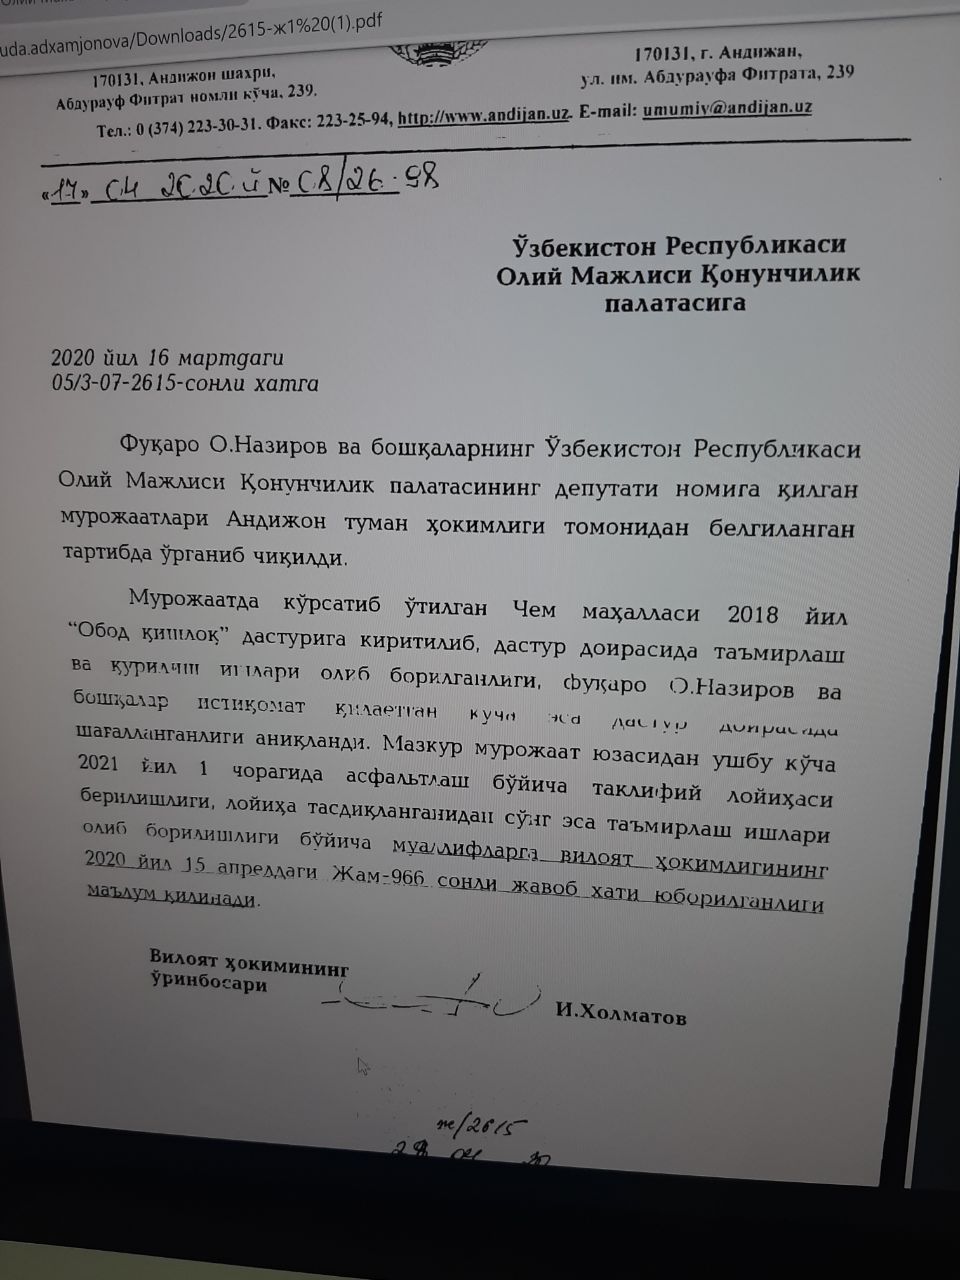 uda.adxamjonova/Downloads/2615-ж1%20(1).pdf
170131, Андижон шаҳри,
Абдурауф Фитрат номли кўча, 239.
170131, г. Андижан,
ул. им. Абдурауфа Фитрата, 239
Тел.: 0 (374) 223-30-31. Факс: 223-25-94, http://www.andijan.uz. E-mail: umumiy@andijan.uz
«17» 04 2020 й № 08/26-98
Ўзбекистон Республикаси
Олий Мажлиси Қонунчилик
палатасига
2020 йил 16 мартдаги
05/3-07-2615-сонли хатга
Фуқаро О.Назиров ва бошқаларнинг Ўзбекистон Республикаси
Олий Мажлиси Қонунчилик палатасининг депутати номига қилган
мурожаатлари Андижон туман ҳокимлиги томонидан белгиланган
тартибда ўрганиб чиқилди.
Мурожаатда кўрсатиб ўтилган Чем маҳалласи 2018 йил
“Обод қишлоқ” дастурига киритилиб, дастур доирасида таъмирлаш
ва қурилиш ишлари олиб борилганлиги, фуқаро О.Назиров ва
бошқалар истиқомат қилаётган кўча эса дастур доирасида
шағалланганлиги аниқланди. Мазкур мурожаат юзасидан ушбу кўча
2021 йил 1 чорагида асфальтлаш бўйича таклифий лойиҳаси
берилишлиги, лойиҳа тасдиқланганидан сўнг эса таъмирлаш ишлари
олиб борилишлиги бўйича муаллифларга вилоят ҳокимлигининг
2020 йил 15 апрелдаги Жам-966 сонли жавоб хати юборилганлиги
маълум қилинади.
Вилоят ҳокимининг
ўринбосари
И.Холматов
ж/2615